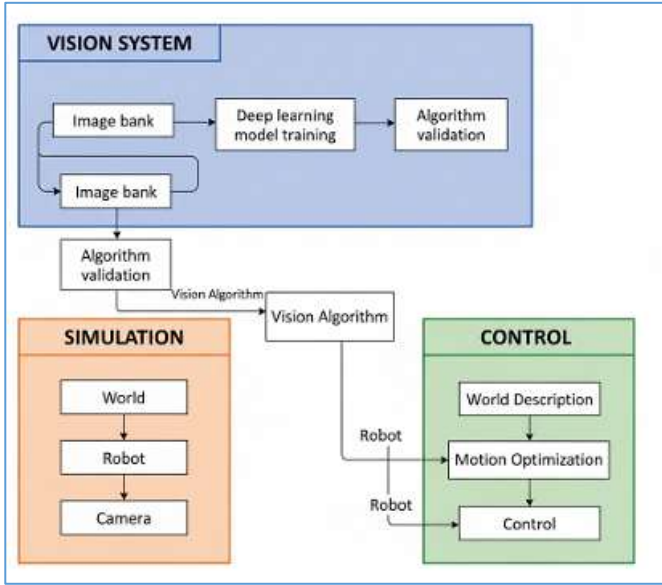 VISION SYSTEM
Image bank
Deep learning
model training
Algorithm
validation
Image bank
Algorithm
validation
Vision Algorithm
Vision Algorithm
SIMULATION
World
Robot
Camera
CONTROL
World Description
Robot
Motion Optimization
Robot
Control